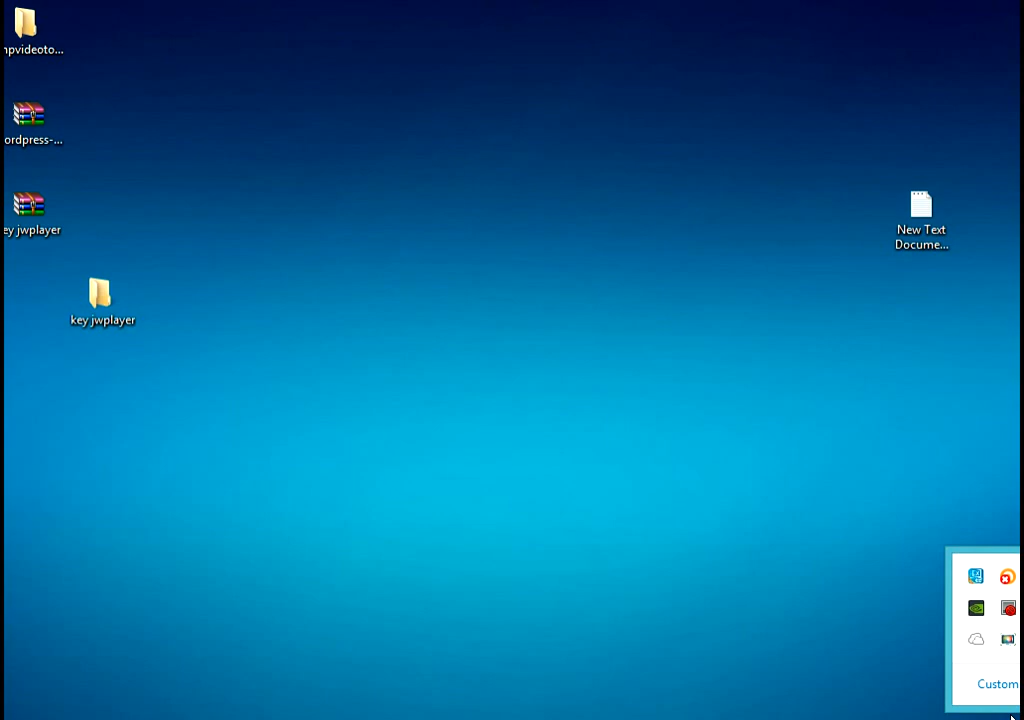 npvideoto...
ordpress-...
ey jwplayer
key jwplayer
New Text
Docume...
Custom